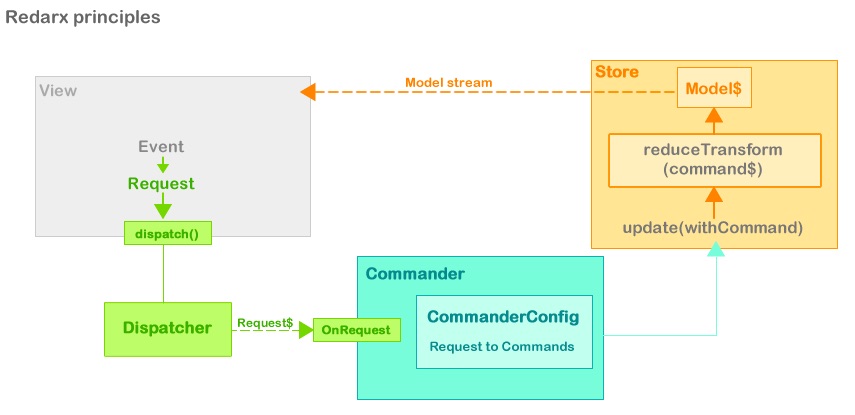 Redarx principles
View
Model stream
Store
Model$
Event
Request
dispatch()
reduceTransform
(command$)
update(withCommand)
Dispatcher
Request$
OnRequest
Commander
CommanderConfig
Request to Commands